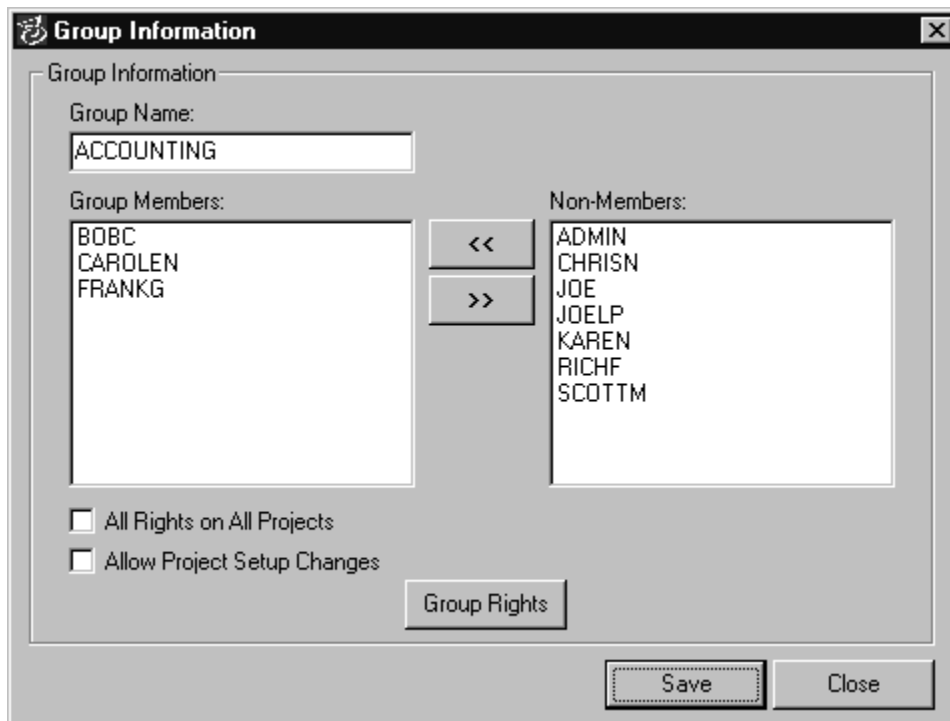 Group Information
Group Information
Group Name:
ACCOUNTING
Group Members:
BOBC
CAROLEN
FRANKG
<<
>>
Non-Members:
ADMIN
CHRISN
JOE
JOELP
KAREN
RICHF
SCOTTM
All Rights on All Projects
Allow Project Setup Changes
Group Rights
Save
Close